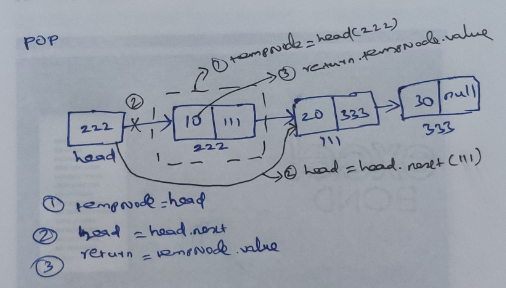 POP
① tempNode = head(222)
③ return.tempNode.value
②
222
head
10 111
222
20 333
111
30 null
333
② head = head.next (111)
① tempNode = head
② head = head.next
③ return = tempNode.value